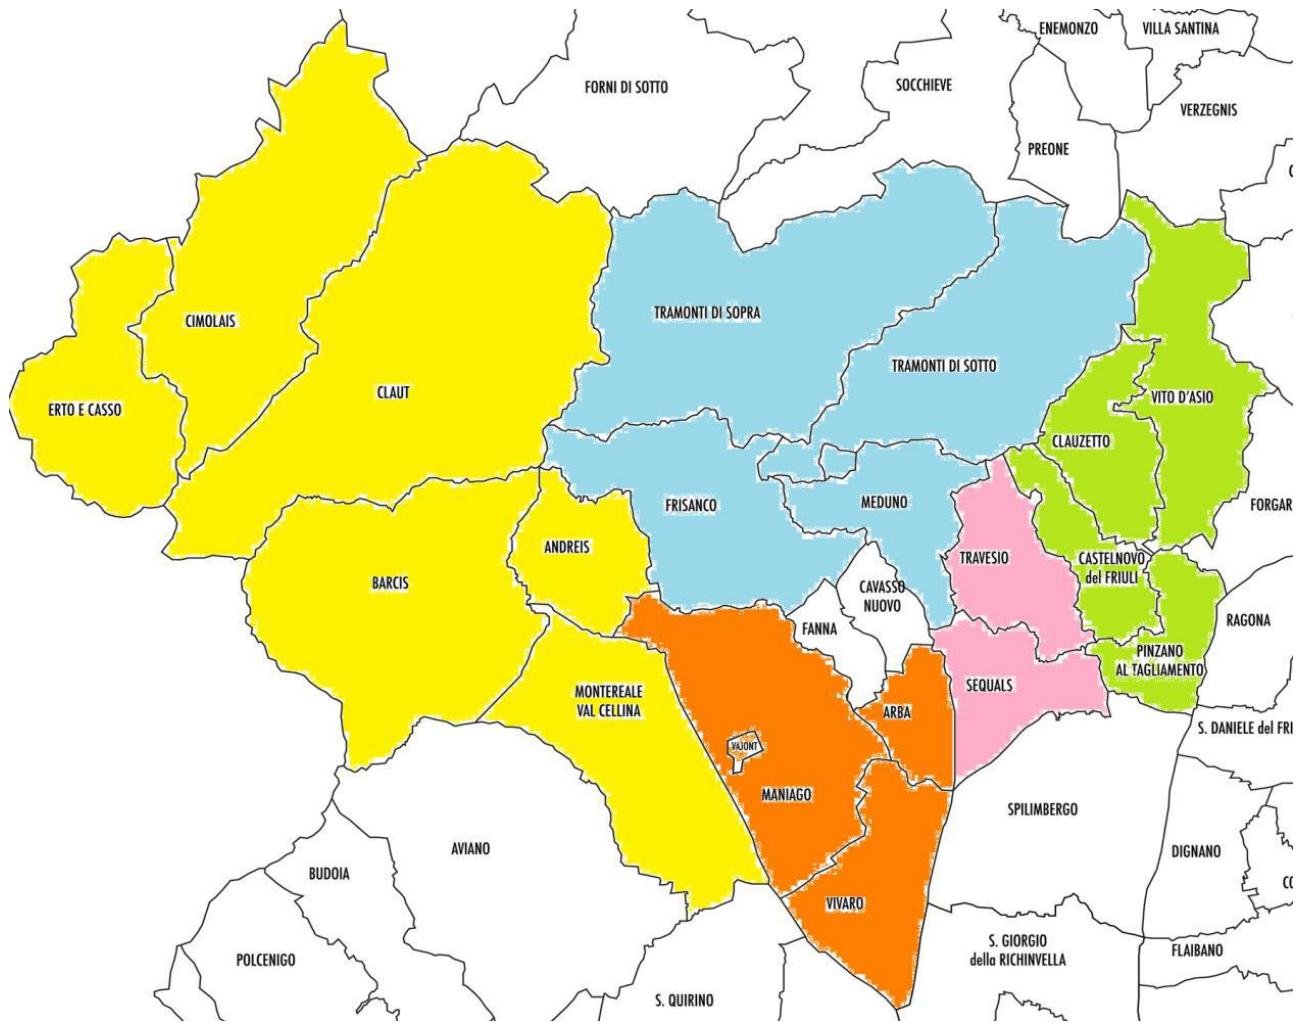 ENEMONZO
VILLA SANTINA
FORNI DI SOTTO
SOCCHIEVE
VERZEGNIS
PREONE
TRAMONTI DI SOPRA
CIMOLAIS
TRAMONTI DI SOTTO
CLAUT
VITO D'ASIO
ERTO E CASSO
CLAUZETTO
FRISANCO
MEDUNO
FORGAR
ANDREIS
TRAVESIO
CASTELNOVO
del FRIULI
BARCIS
CAVASSO
NUOVO
FANNA
RAGONA
PINZANO
AL TAGLIAMENTO
SEQUALS
MONTEREALE
VAL CELLINA
ARBA
S. DANIELE del FRI
VAJONT
MANIAGO
SPILIMBERGO
AVIANO
DIGNANO
BUDOIA
CO
VIVARO
S. GIORGIO
della RICHINVELLA
FLAIBANO
POLCENIGO
S. QUIRINO